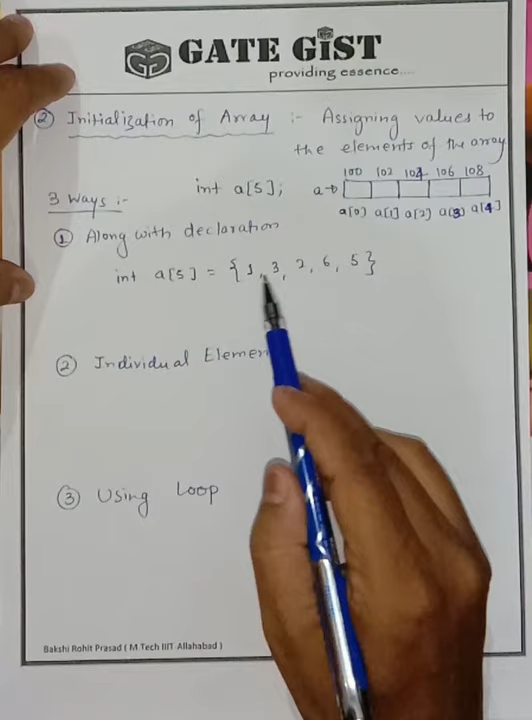 GATE GiST
providing essence....
② Initialization of Array :- Assigning values to
the elements of the array
3 Ways :-
int a[5];
a→
100 102 104 106 108
a[0] a[1] a[2] a[3] a[4]
① Along with declaration
int a[5] = {1, 3, 2, 6, 5}
② Individual Elemen
③ Using Loop
Bakshi Rohit Prasad ( M.Tech IIIT Allahabad )